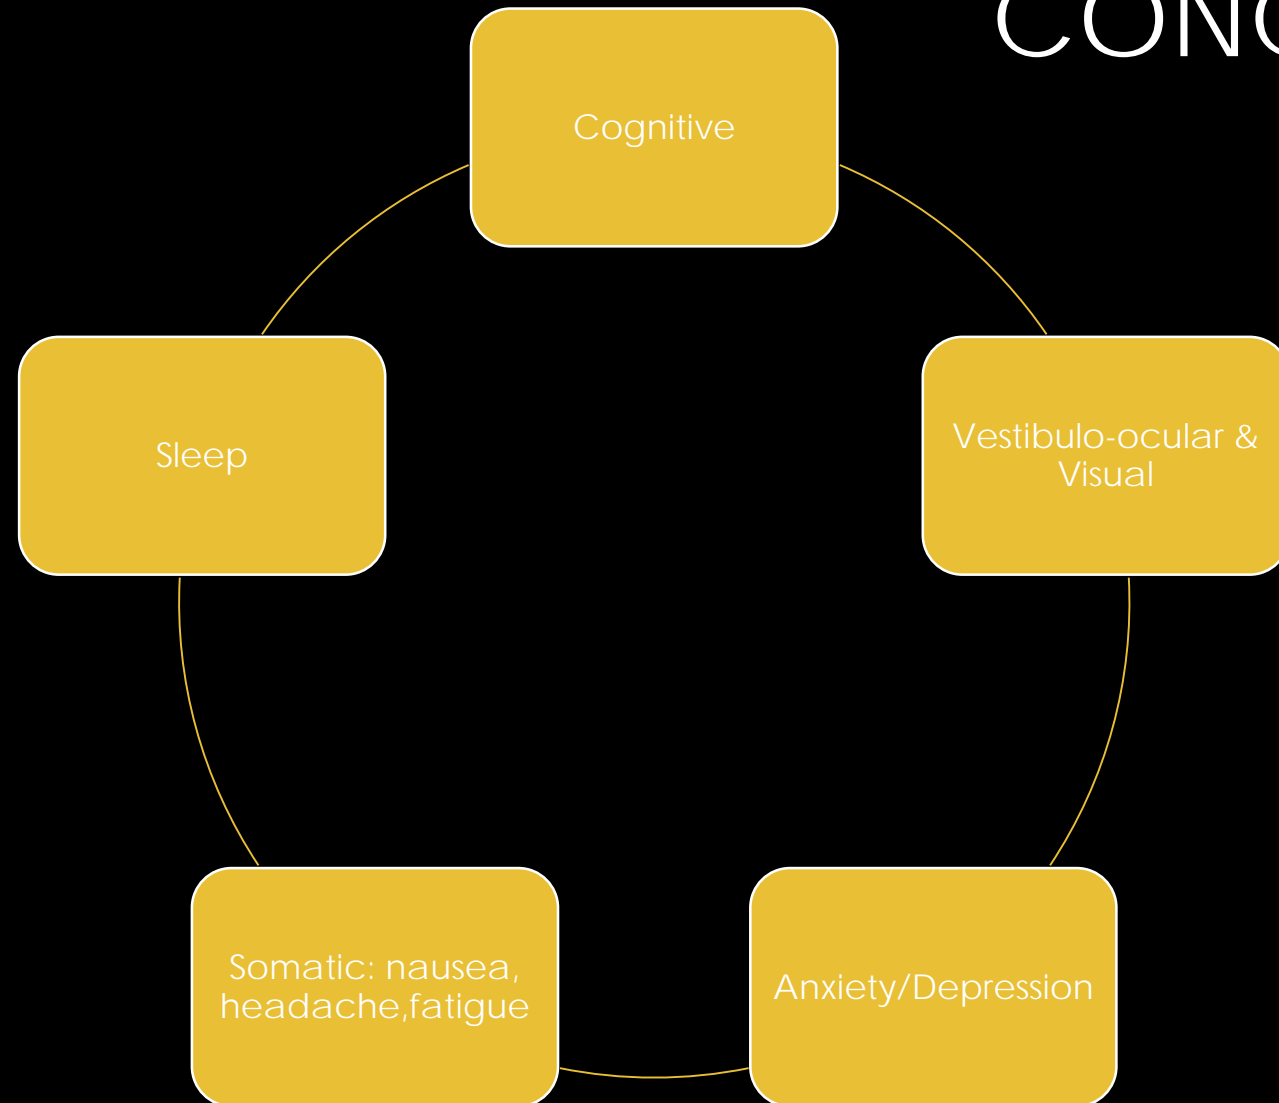 Cognitive
Vestibulo-ocular &
Visual
Anxiety/Depression
Somatic: nausea,
headache,fatigue
Sleep